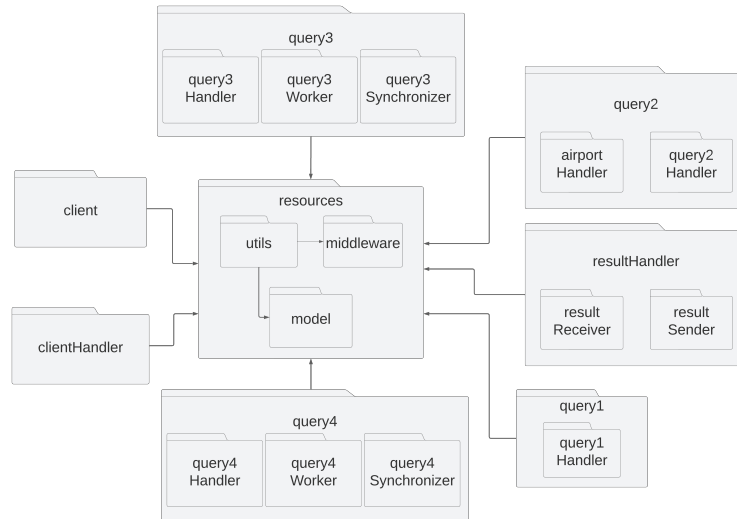 query3
query3
Handler
query3
Worker
query3
Synchronizer
query2
airport
Handler
query2
Handler
client
resources
utils
middleware
model
resultHandler
result
Receiver
result
Sender
clientHandler
query4
query4
Handler
query4
Worker
query4
Synchronizer
query1
query1
Handler